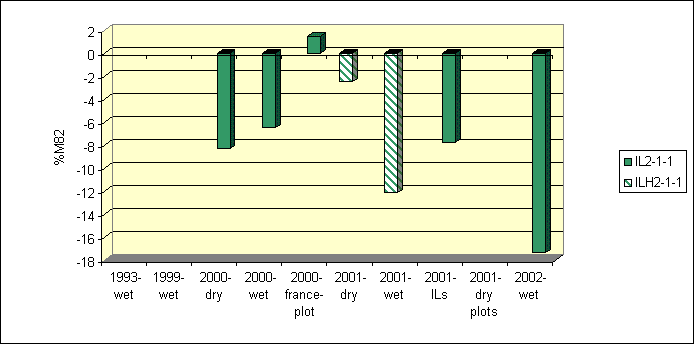 2
0
-2
-4
-6
-8
-10
-12
-14
-16
-18
%M82
1993-
wet
1999-
wet
2000-
dry
2000-
wet
2000-
france-
plot
2001-
dry
2001-
wet
2001-
ILs
2001-
dry
plots
2002-
wet
IL2-1-1
ILH2-1-1